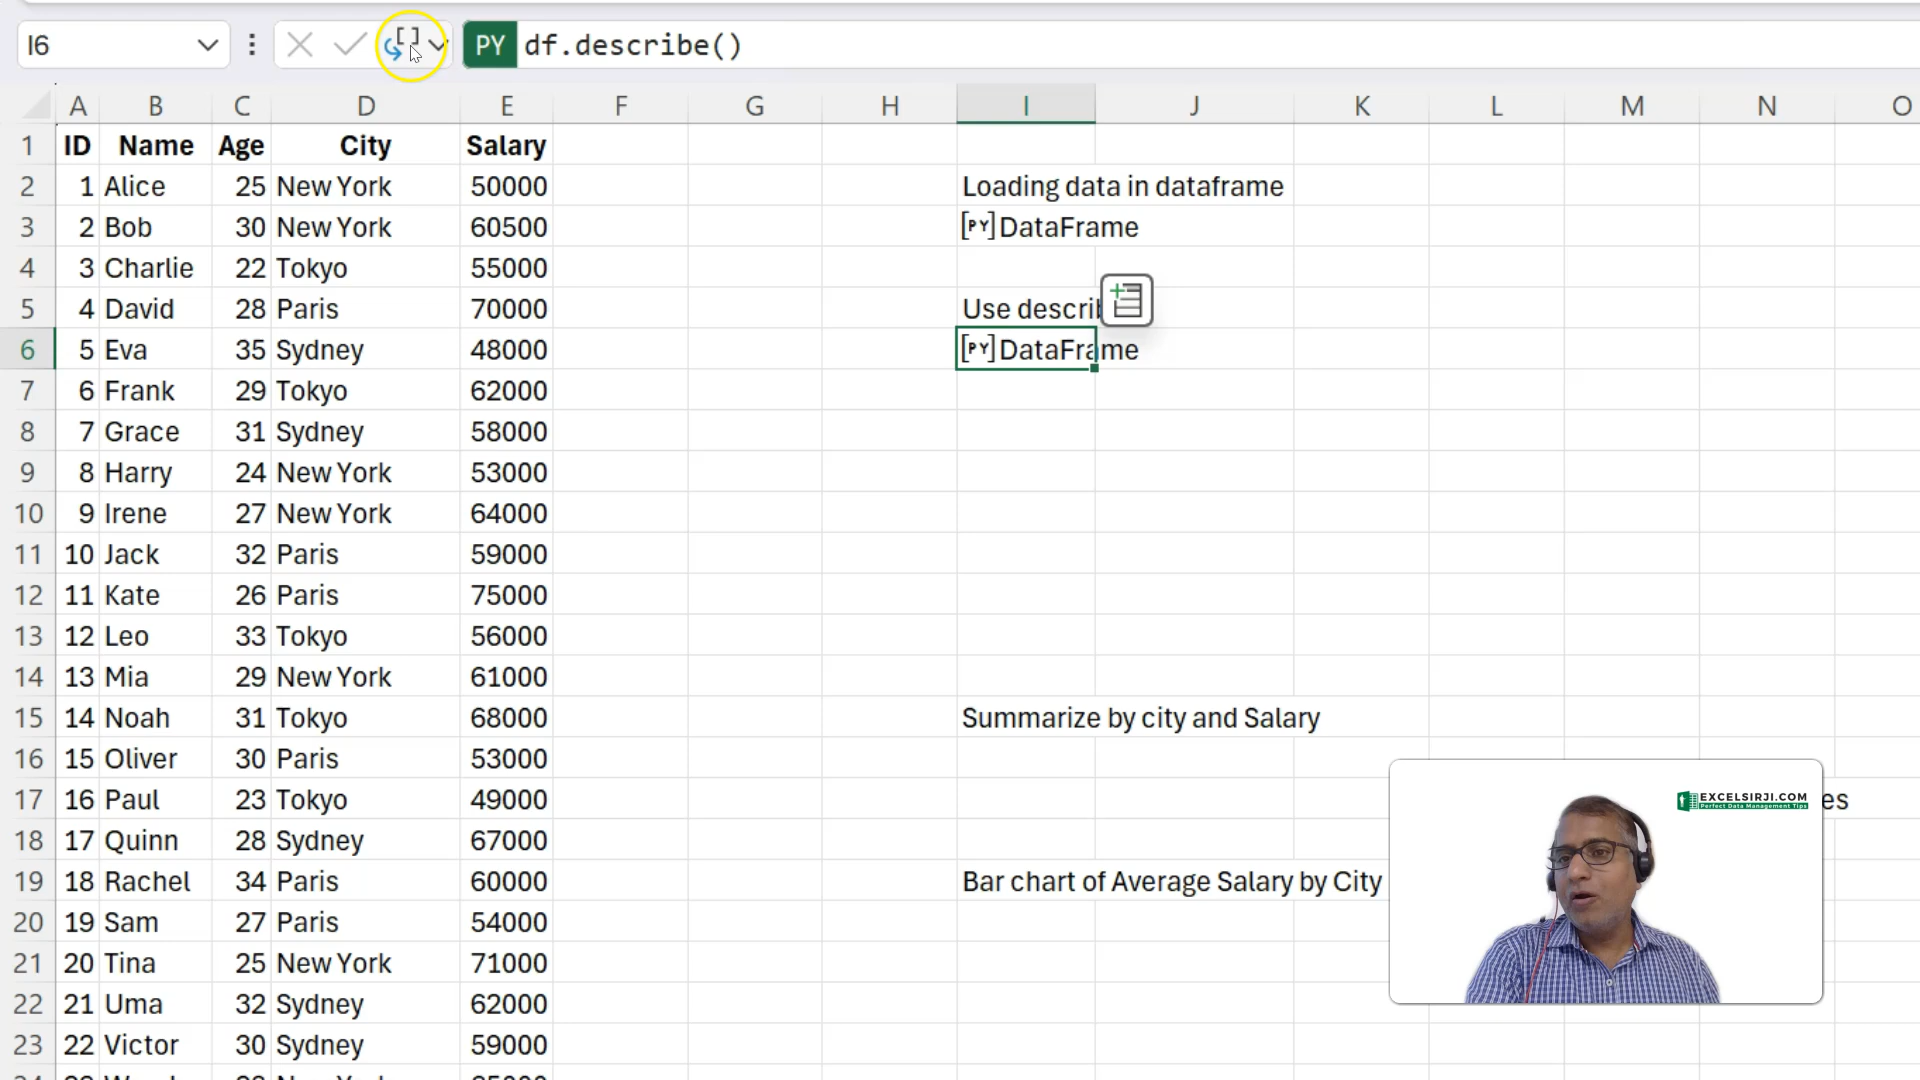 I6
PY df.describe()
A B C D E F G H I J K L M N O
1 ID Name Age City Salary
2 1 Alice 25 New York 50000 Loading data in dataframe
3 2 Bob 30 New York 60500 [PY] DataFrame
4 3 Charlie 22 Tokyo 55000
5 4 David 28 Paris 70000 Use describ
6 5 Eva 35 Sydney 48000 [PY] DataFrame
7 6 Frank 29 Tokyo 62000
8 7 Grace 31 Sydney 58000
9 8 Harry 24 New York 53000
10 9 Irene 27 New York 64000
11 10 Jack 32 Paris 59000
12 11 Kate 26 Paris 75000
13 12 Leo 33 Tokyo 56000
14 13 Mia 29 New York 61000
15 14 Noah 31 Tokyo 68000 Summarize by city and Salary
16 15 Oliver 30 Paris 53000
17 16 Paul 23 Tokyo 49000 es
EXCELSIRJI.COM
Perfect Data Management Tips
18 17 Quinn 28 Sydney 67000
19 18 Rachel 34 Paris 60000 Bar chart of Average Salary by City
20 19 Sam 27 Paris 54000
21 20 Tina 25 New York 71000
22 21 Uma 32 Sydney 62000
23 22 Victor 30 Sydney 59000